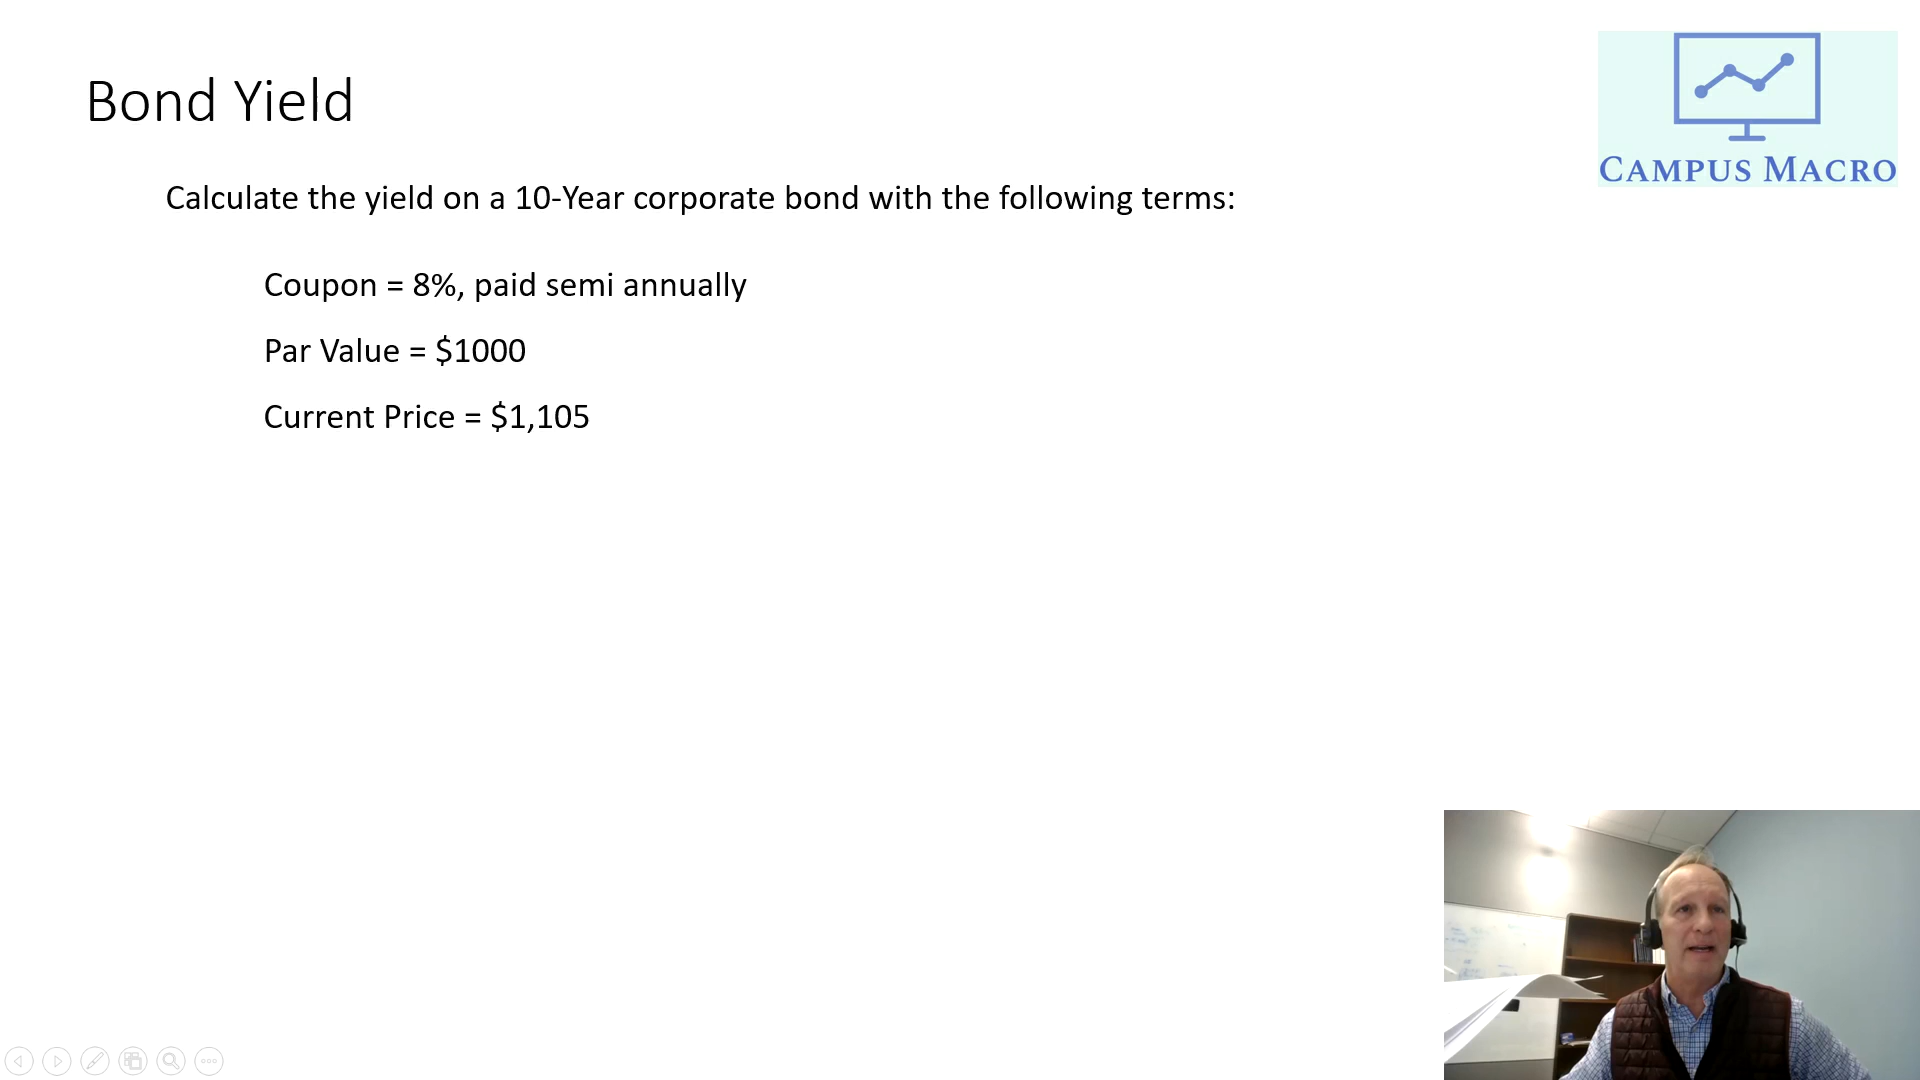 Bond Yield
CAMPUS MACRO
Calculate the yield on a 10-Year corporate bond with the following terms:
Coupon = 8%, paid semi annually
Par Value = $1000
Current Price = $1,105